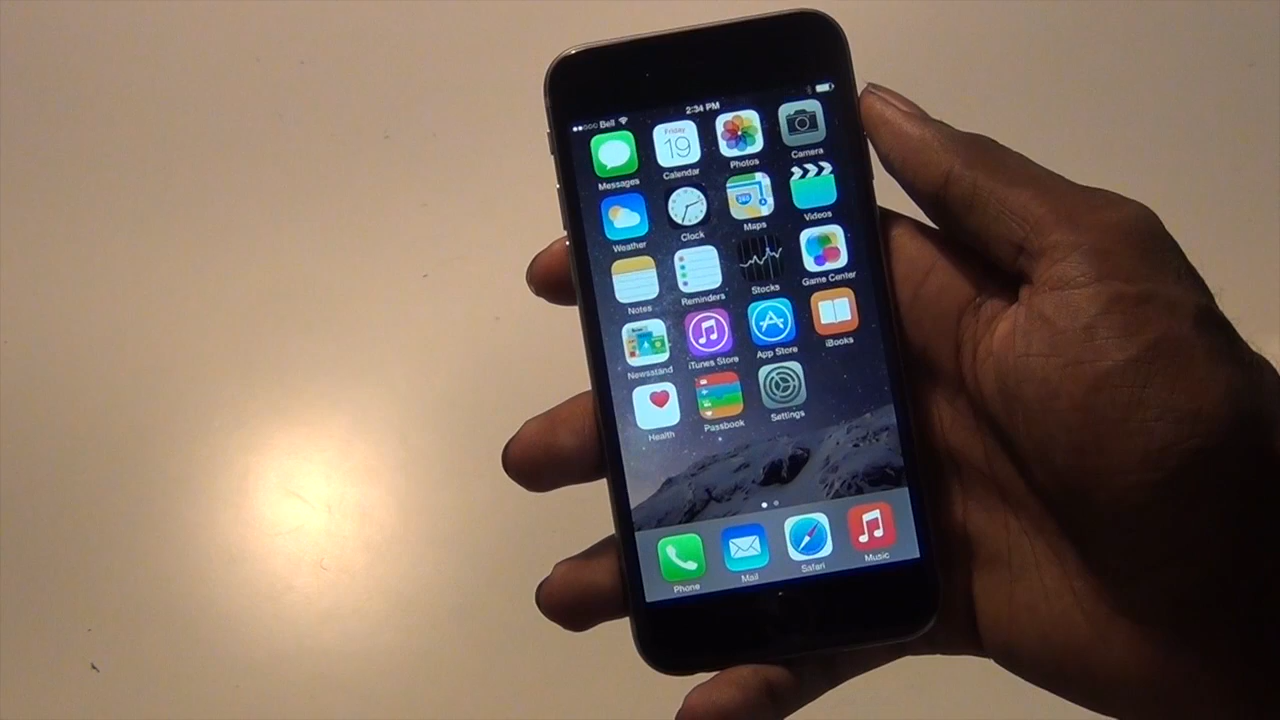 Bell 2:34 PM
Messages Friday 19 Calendar Photos Camera
Weather Clock 280 Maps Videos
Notes Reminders Stocks Game Center
Newsstand iTunes Store App Store iBooks
Health Passbook Settings
Phone Mail Safari Music